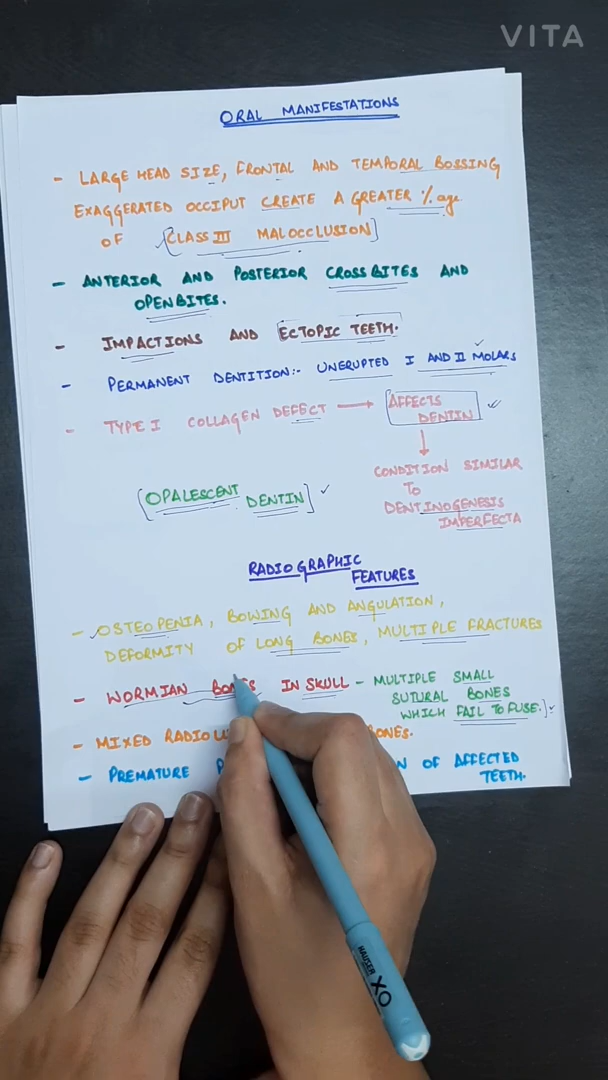 VITA
ORAL MANIFESTATIONS
- LARGE HEAD SIZE, FRONTAL AND TEMPORAL BOSSING
EXAGGERATED OCCIPUT CREATE A GREATER %age
OF [CLASS III MALOCCLUSION]
- ANTERIOR AND POSTERIOR CROSSBITES AND
OPENBITES.
- IMPACTIONS AND ECTOPIC TEETH.
- PERMANENT DENTITION:- UNERUPTED I AND II MOLARS
- TYPE I COLLAGEN DEFECT → AFFECTS
DENTIN
CONDITION SIMILAR
TO
DENTINOGENESIS
IMPERFECTA
[OPALESCENT DENTIN]
RADIOGRAPHIC
FEATURES
- OSTEOPENIA, BOWING AND ANGULATION,
DEFORMITY OF LONG BONES, MULTIPLE FRACTURES
- WORMIAN BONES IN SKULL - MULTIPLE SMALL
SUTURAL BONES
WHICH FAIL TO FUSE.]
- MIXED BONES.
- PREMATURE OF AFFECTED
TEETH.
HAUSER XO